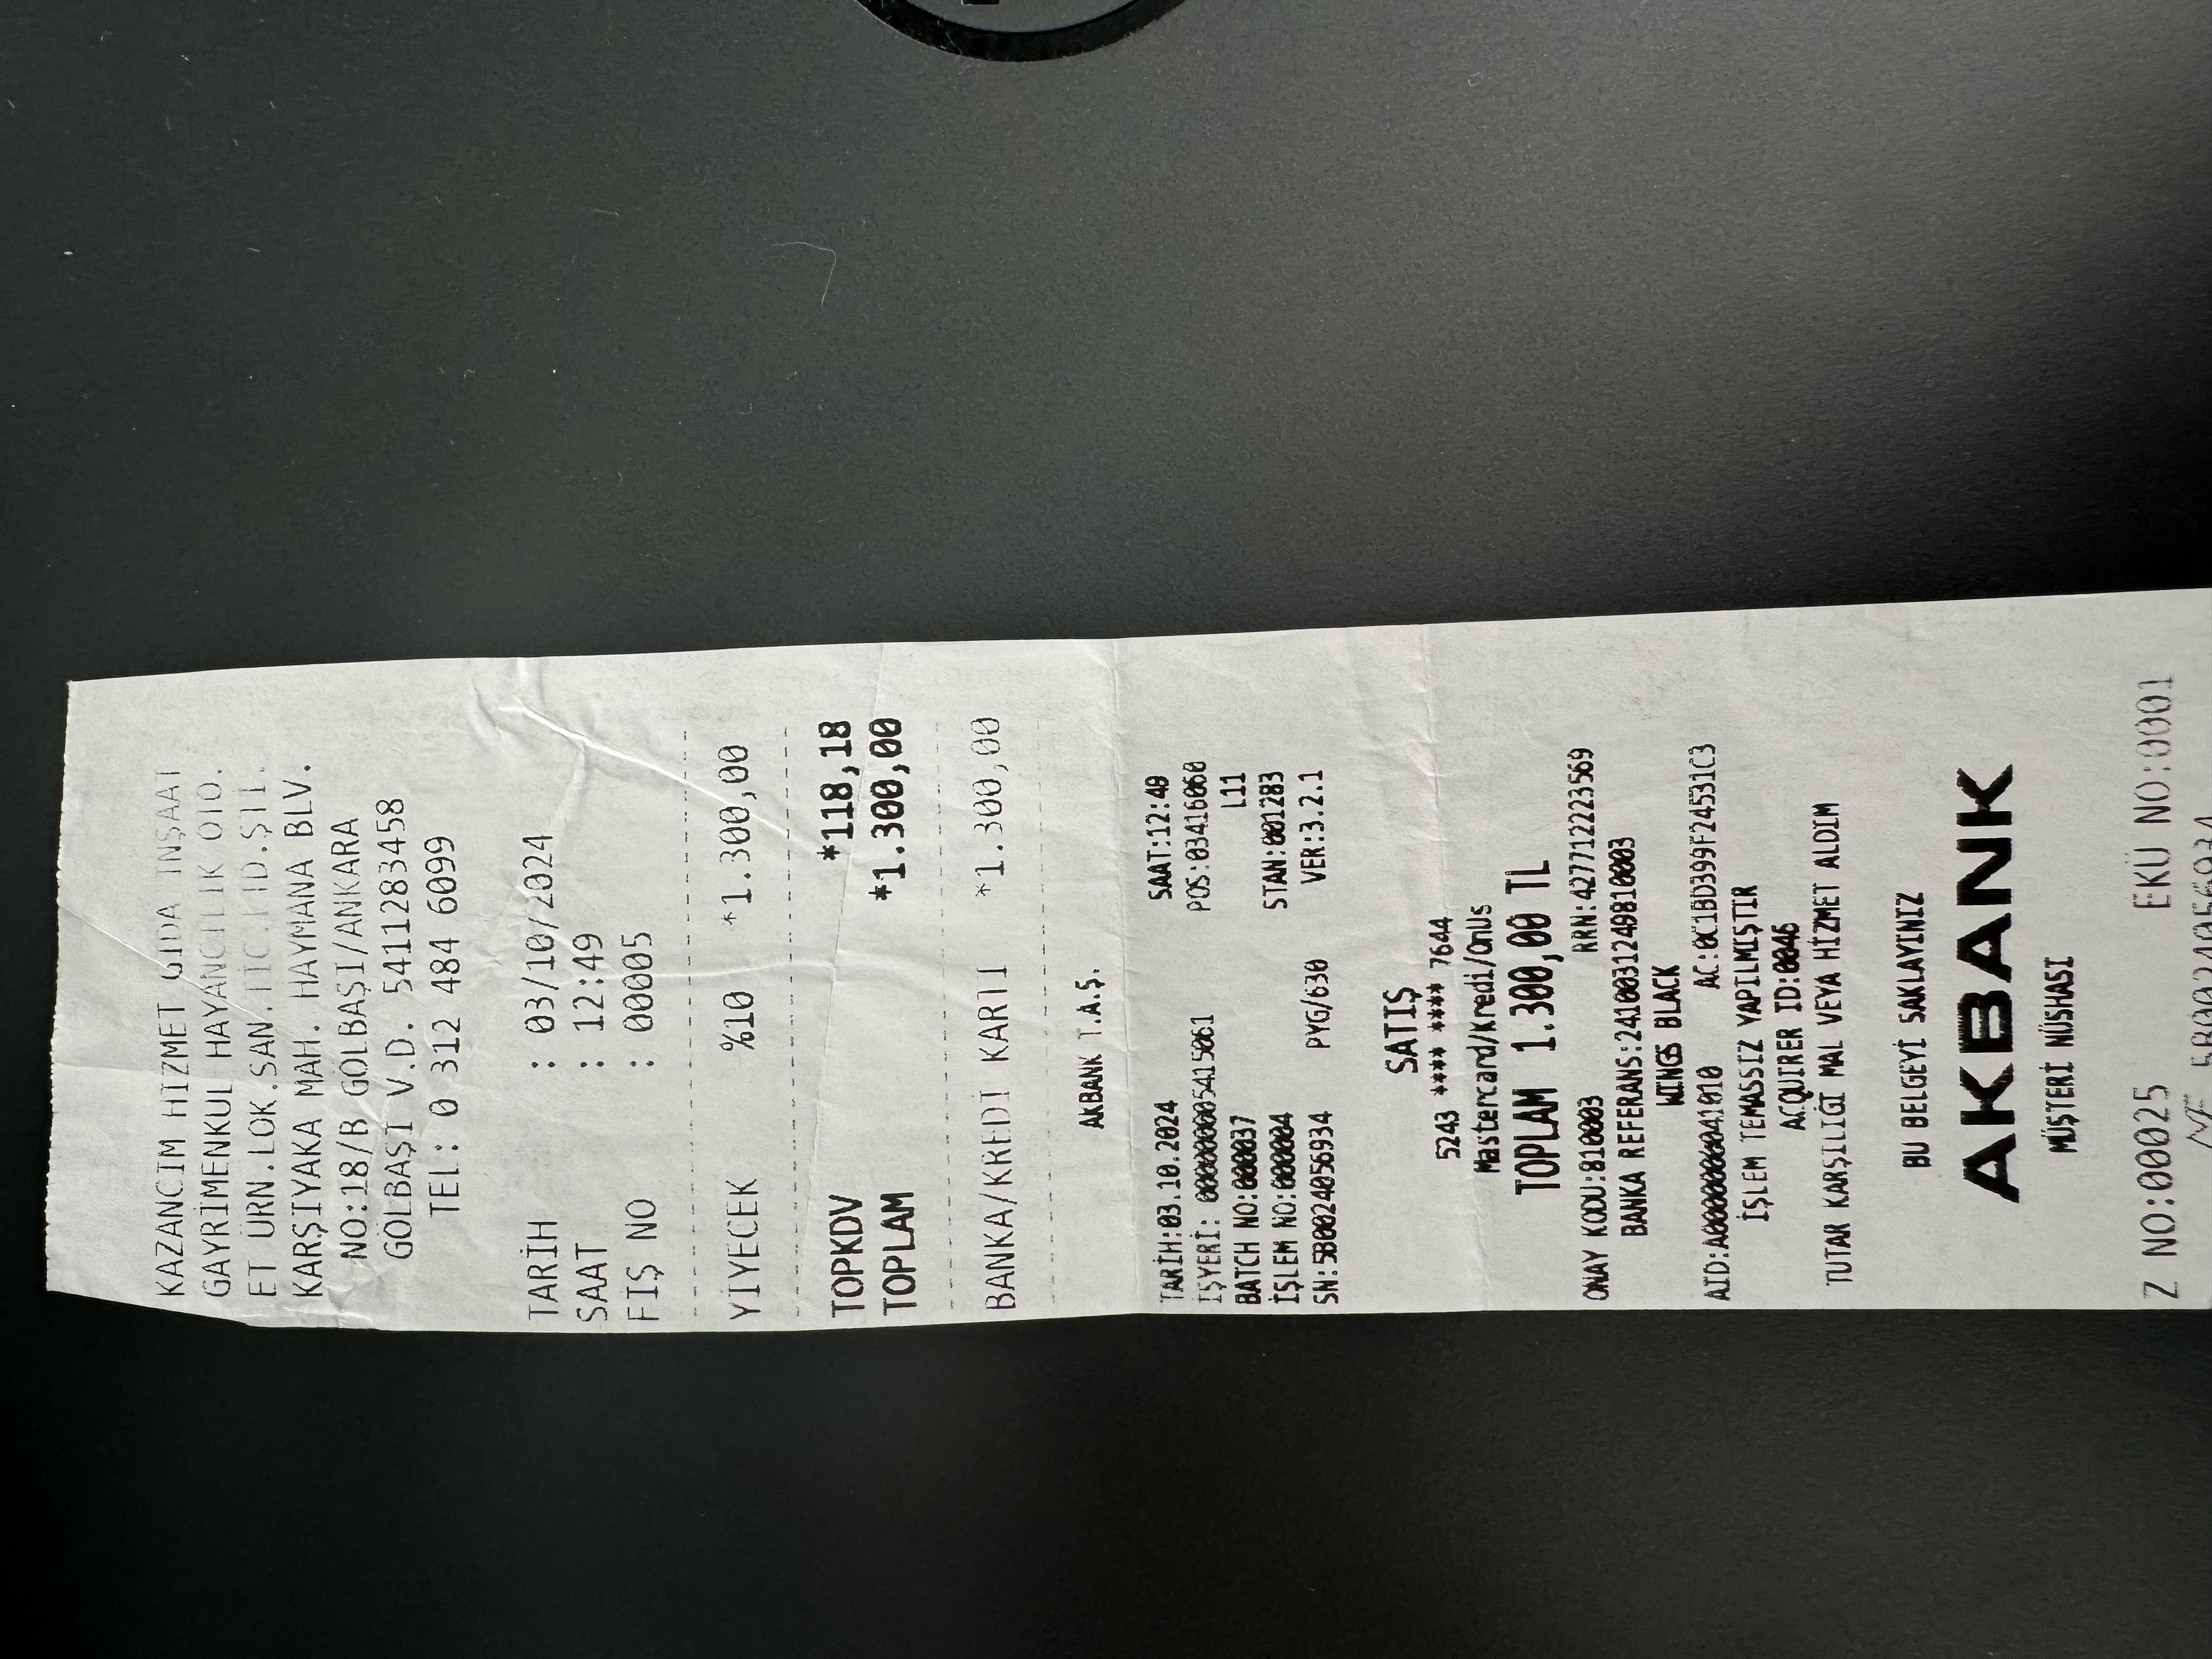 KAZANCIM HİZMET GIDA İNŞAAT
GAYRİMENKUL HAYANCILIK OTO.
ET ÜRN.LOK.SAN.TİC.LTD.ŞTİ.
KARŞIYAKA MAH. HAYMANA BLV.
NO:18/B GÖLBAŞI/ANKARA
GÖLBAŞI V.D. 5411283458
TEL: 0 312 484 6099
TARİH : 03/10/2024
SAAT : 12:49
FİŞ NO : 00005
YİYECEK %10 *1.300,00
TOPKDV *118,18
TOPLAM *1.300,00
BANKA/KREDİ KARTI *1.300,00
AKBANK T.A.Ş.
TARİH:03.10.2024 SAAT:12:49
İŞYERİ: 000000005415061 POS:03416060
BATCH NO:000037 L11
İŞLEM NO:000004 STAN:001283
SN:5B0024056934 PYG/630 VER:3.2.1
SATIŞ
5243 **** **** 7644
Mastercard/Kredi/OnUs
TOPLAM 1.300,00 TL
ONAY KODU:810003 RRN:427712223569
BANKA REFERANS:2410031249810003
WINGS BLACK
AID:A0000000041010 AC:0C1BD399F24531C3
İŞLEM TEMASSIZ YAPILMIŞTIR
ACQUIRER ID:0046
TUTAR KARŞILIĞI MAL VEYA HİZMET ALDIM
BU BELGEYİ SAKLAYINIZ
AKBANK
MÜŞTERİ NÜSHASI
Z NO:00025 EKÜ NO:0001
MF 5B0024056934